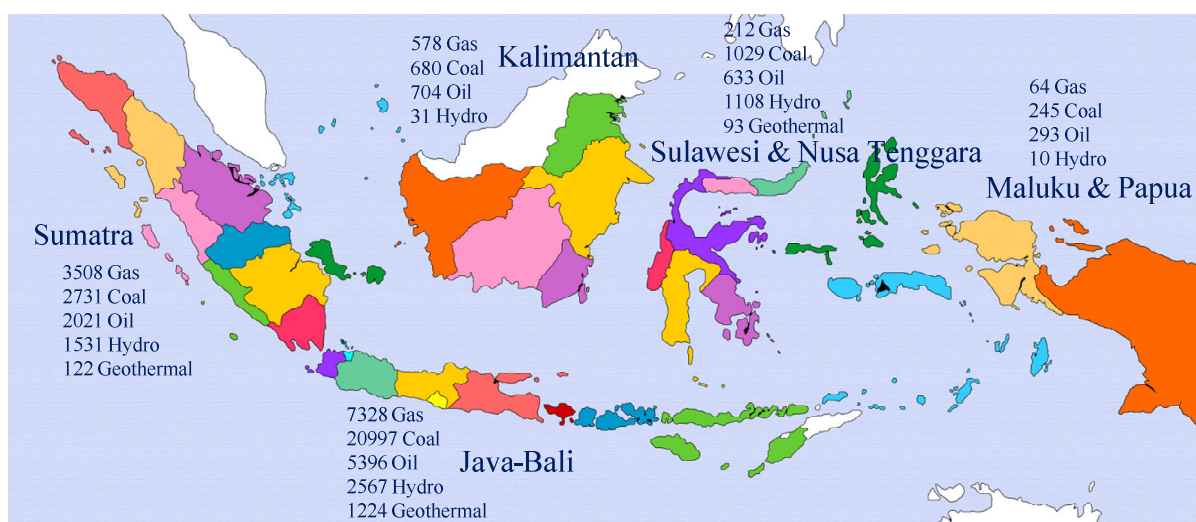 578 Gas
680 Coal
704 Oil
31 Hydro
Kalimantan
212 Gas
1029 Coal
633 Oil
1108 Hydro
93 Geothermal
Sulawesi & Nusa Tenggara
64 Gas
245 Coal
293 Oil
10 Hydro
Maluku & Papua
Sumatra
3508 Gas
2731 Coal
2021 Oil
1531 Hydro
122 Geothermal
7328 Gas
20997 Coal
5396 Oil
2567 Hydro
1224 Geothermal
Java-Bali